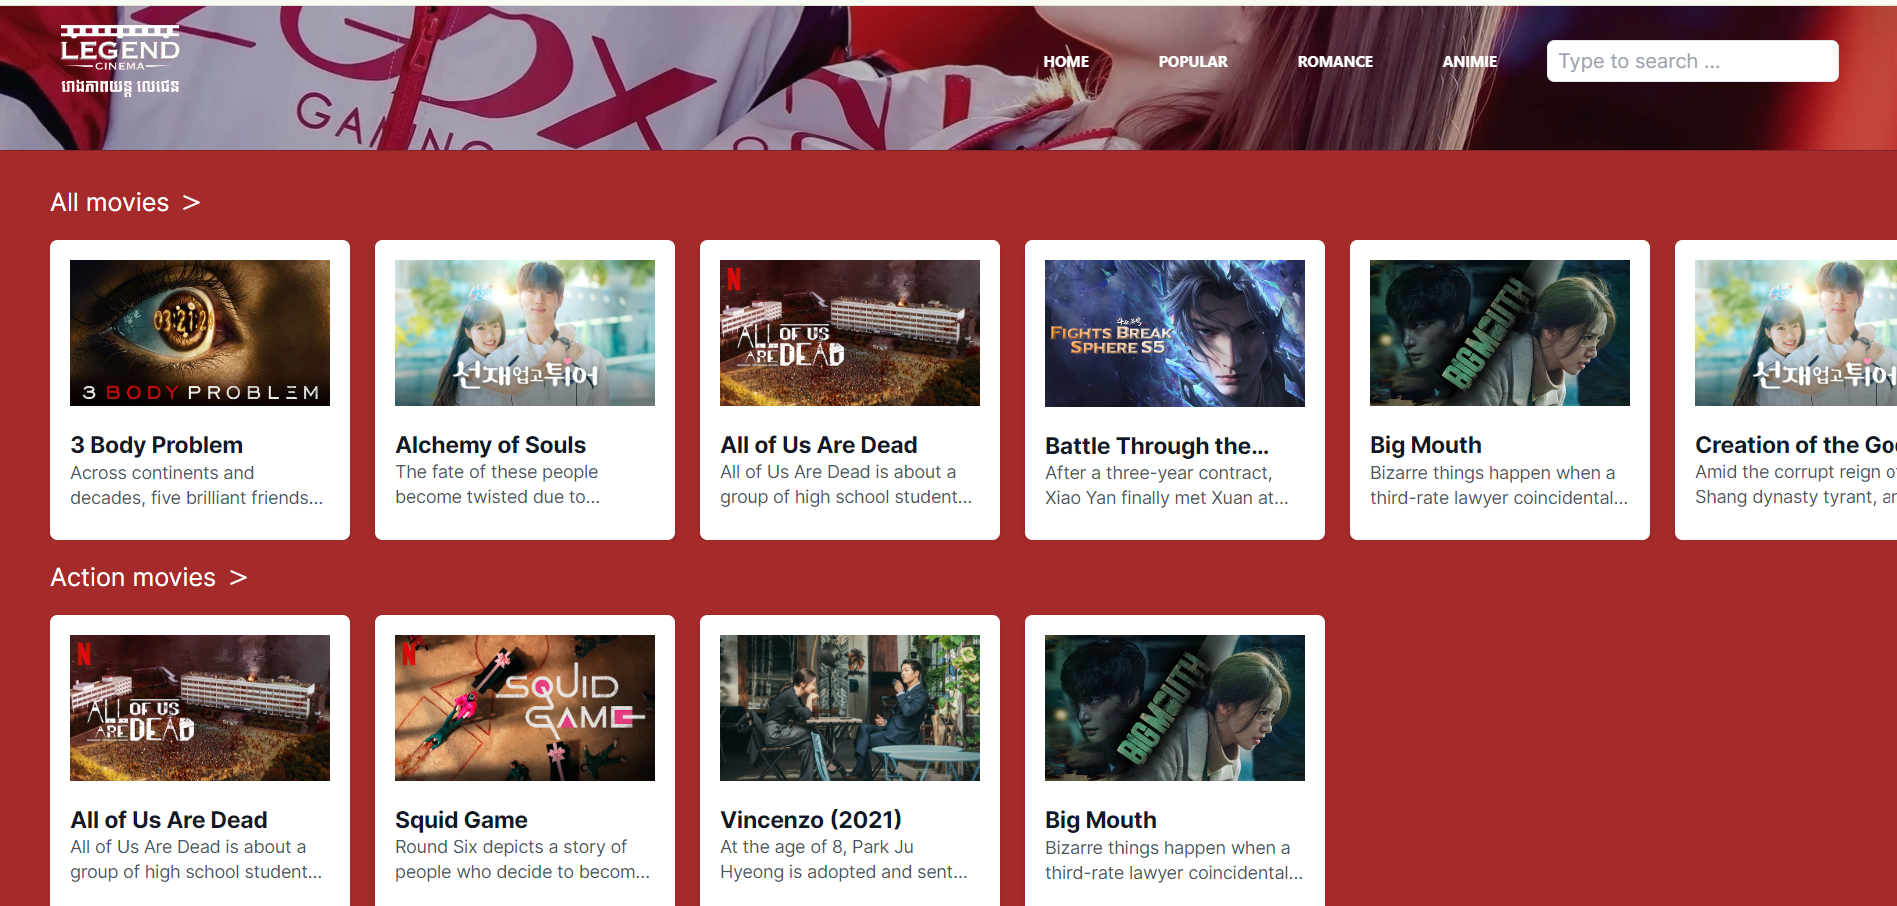 LEGEND
CINEMA
រោងភាពយន្ត លេជេន
HOME
POPULAR
ROMANCE
ANIMIE
Type to search ...
GAMING
All movies >
3 BODY PROBLEM
3 Body Problem
Across continents and
decades, five brilliant friends...
선재업고튀어
Alchemy of Souls
The fate of these people
become twisted due to...
N
ALL OF US
ARE DEAD
All of Us Are Dead
All of Us Are Dead is about a
group of high school student...
FIGHTS BREAK
SPHERE S5
Battle Through the...
After a three-year contract,
Xiao Yan finally met Xuan at...
BIGMOUTH
Big Mouth
Bizarre things happen when a
third-rate lawyer coincidental...
선재업고튀어
Creation of the Go
Amid the corrupt reign o
Shang dynasty tyrant, ar
Action movies >
N
ALL OF US
ARE DEAD
All of Us Are Dead
All of Us Are Dead is about a
group of high school student...
N
SQUID
GAME
Squid Game
Round Six depicts a story of
people who decide to becom...
Vincenzo (2021)
At the age of 8, Park Ju
Hyeong is adopted and sent...
BIGMOUTH
Big Mouth
Bizarre things happen when a
third-rate lawyer coincidental...